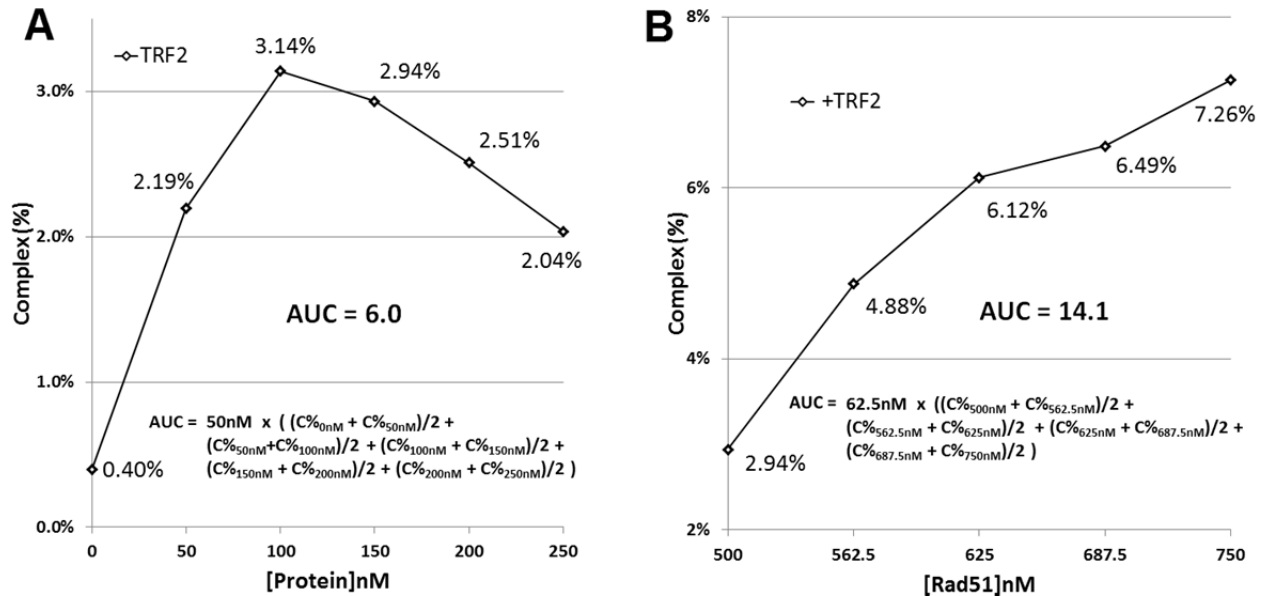 A
TRF2
3.14%
2.94%
2.51%
2.19%
2.04%
0.40%
AUC = 6.0
AUC = 50nM x ( (C%0nM + C%50nM)/2 +
(C%50nM+C%100nM)/2 + (C%100nM + C%150nM)/2 +
(C%150nM + C%200nM)/2 + (C%200nM + C%250nM)/2 )
Complex(%)
3.0%
2.0%
1.0%
0.0%
0
50
100
150
200
250
[Protein]nM
B
+TRF2
7.26%
6.49%
6.12%
4.88%
2.94%
AUC = 14.1
AUC = 62.5nM x ((C%500nM + C%562.5nM)/2 +
(C%562.5nM + C%625nM)/2 + (C%625nM + C%687.5nM)/2 +
(C%687.5nM + C%750nM)/2 )
Complex(%)
8%
6%
4%
2%
500
562.5
625
687.5
750
[Rad51]nM